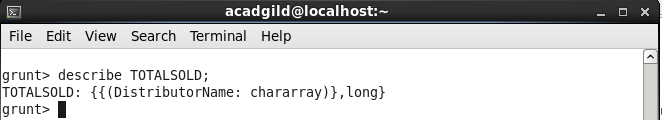 acadgild@localhost:~
File Edit View Search Terminal Help
grunt> describe TOTALSOLD;
TOTALSOLD: {{(DistributorName: chararray)},long}
grunt>